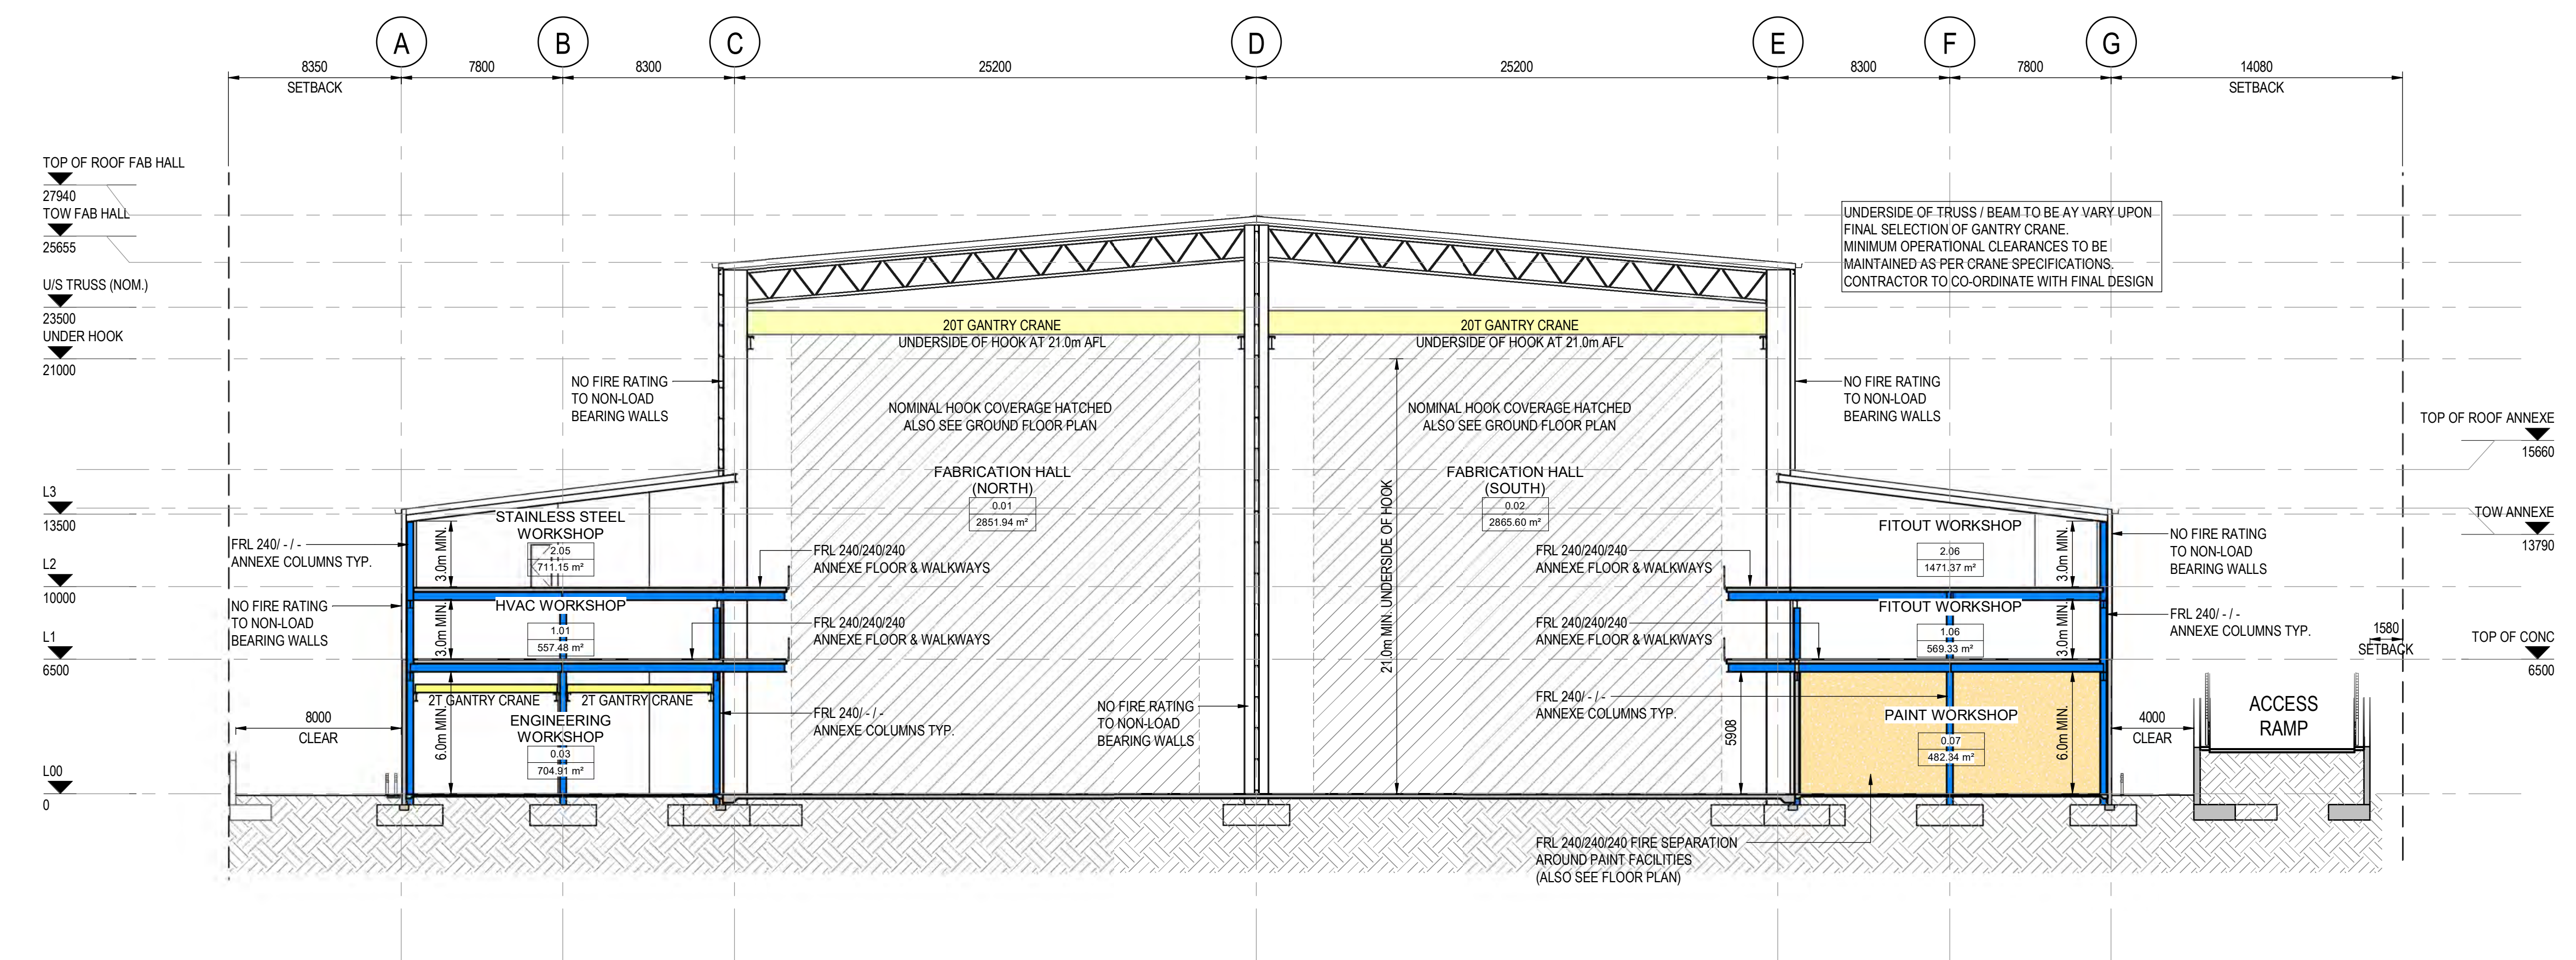 A
B
C
D
E
F
G
8350
7800
8300
25200
25200
8300
7800
14080
SETBACK
SETBACK
TOP OF ROOF FAB HALL
27940
TOW FAB HALL
25655
U/S TRUSS (NOM.)
23500
UNDER HOOK
21000
L3
13500
L2
10000
L1
6500
L00
0
UNDERSIDE OF TRUSS / BEAM TO BE AY VARY UPON
FINAL SELECTION OF GANTRY CRANE.
MINIMUM OPERATIONAL CLEARANCES TO BE
MAINTAINED AS PER CRANE SPECIFICATIONS.
CONTRACTOR TO CO-ORDINATE WITH FINAL DESIGN
20T GANTRY CRANE
UNDERSIDE OF HOOK AT 21.0m AFL
20T GANTRY CRANE
UNDERSIDE OF HOOK AT 21.0m AFL
NO FIRE RATING
TO NON-LOAD
BEARING WALLS
NOMINAL HOOK COVERAGE HATCHED
ALSO SEE GROUND FLOOR PLAN
NOMINAL HOOK COVERAGE HATCHED
ALSO SEE GROUND FLOOR PLAN
NO FIRE RATING
TO NON-LOAD
BEARING WALLS
TOP OF ROOF ANNEXE
15660
TOW ANNEXE
13790
TOP OF CONC
6500
FABRICATION HALL
(NORTH)
0.01
2851.94 m²
FABRICATION HALL
(SOUTH)
0.02
2865.60 m²
21.0m MIN. UNDERSIDE OF HOOK
STAINLESS STEEL
WORKSHOP
2.05
711.15 m²
3.0m MIN.
FRL 240/ - / -
ANNEXE COLUMNS TYP.
NO FIRE RATING
TO NON-LOAD
BEARING WALLS
HVAC WORKSHOP
1.01
557.48 m²
3.0m MIN.
2T GANTRY CRANE
2T GANTRY CRANE
ENGINEERING
WORKSHOP
0.03
704.91 m²
6.0m MIN.
8000
CLEAR
FRL 240/240/240
ANNEXE FLOOR & WALKWAYS
FRL 240/240/240
ANNEXE FLOOR & WALKWAYS
FRL 240/ - / -
ANNEXE COLUMNS TYP.
NO FIRE RATING
TO NON-LOAD
BEARING WALLS
FRL 240/240/240
ANNEXE FLOOR & WALKWAYS
FRL 240/240/240
ANNEXE FLOOR & WALKWAYS
FRL 240/ - / -
ANNEXE COLUMNS TYP.
5908
FITOUT WORKSHOP
2.06
1471.37 m²
3.0m MIN.
FITOUT WORKSHOP
1.06
569.33 m²
3.0m MIN.
PAINT WORKSHOP
0.07
482.34 m²
6.0m MIN.
NO FIRE RATING
TO NON-LOAD
BEARING WALLS
FRL 240/ - / -
ANNEXE COLUMNS TYP.
1580
SETBACK
4000
CLEAR
ACCESS
RAMP
FRL 240/240/240 FIRE SEPARATION
AROUND PAINT FACILITIES
(ALSO SEE FLOOR PLAN)